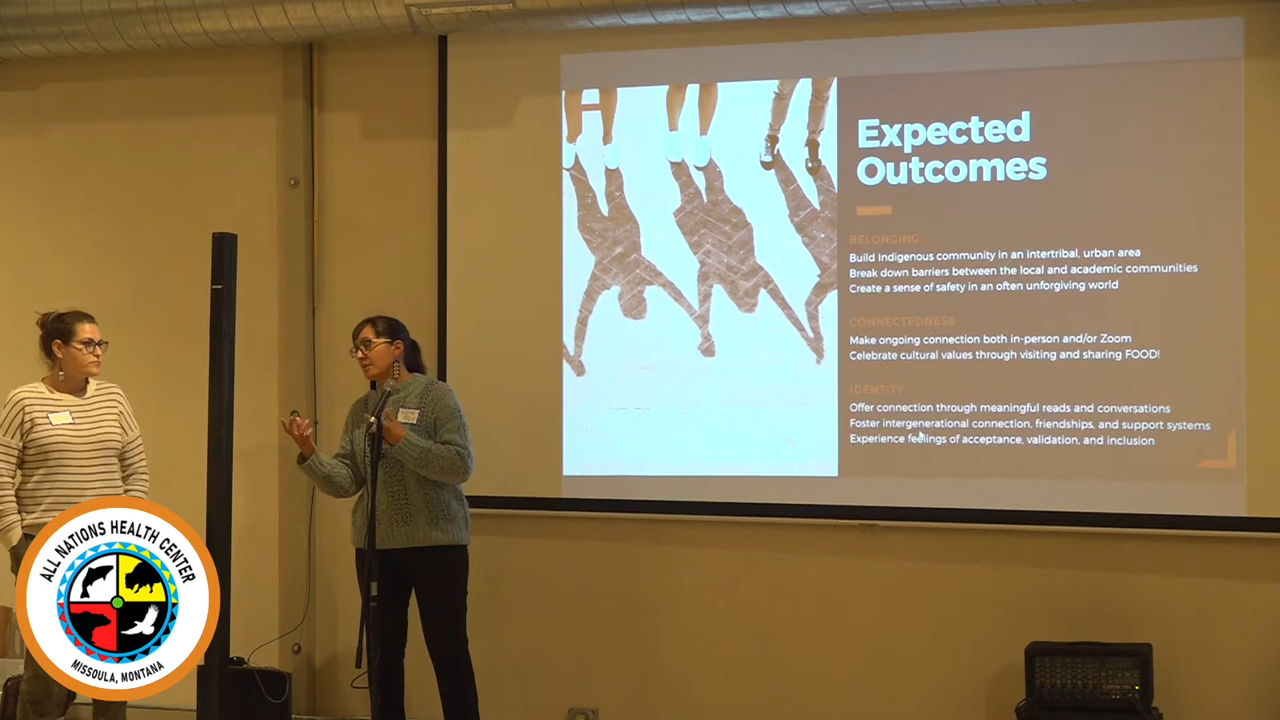 Expected
Outcomes
BELONGING
Build Indigenous community in an intertribal, urban area
Break down barriers between the local and academic communities
Create a sense of safety in an often unforgiving world
CONNECTEDNESS
Make ongoing connection both in-person and/or Zoom
Celebrate cultural values through visiting and sharing FOOD!
IDENTITY
Offer connection through meaningful reads and conversations
Foster intergenerational connection, friendships, and support systems
Experience feelings of acceptance, validation, and inclusion
ALL NATIONS HEALTH CENTER
MISSOULA, MONTANA